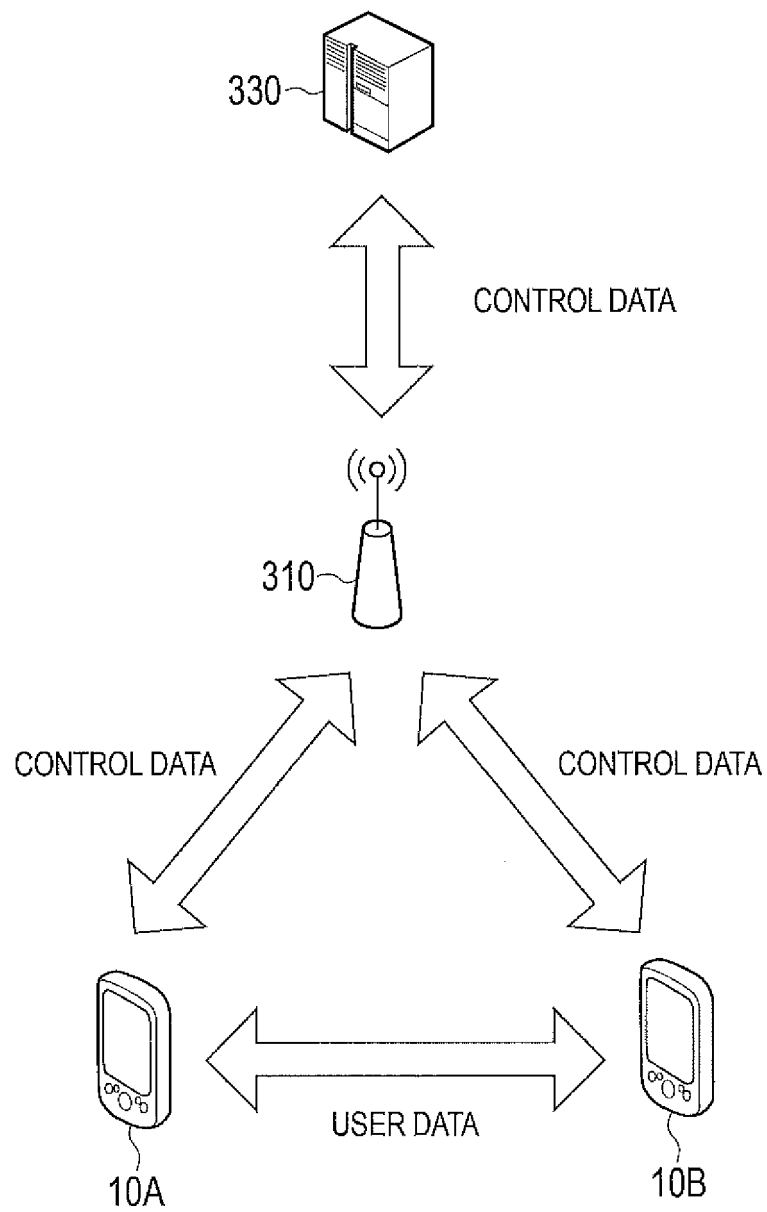 330
CONTROL DATA
310
CONTROL DATA
CONTROL DATA
USER DATA
10A
10B